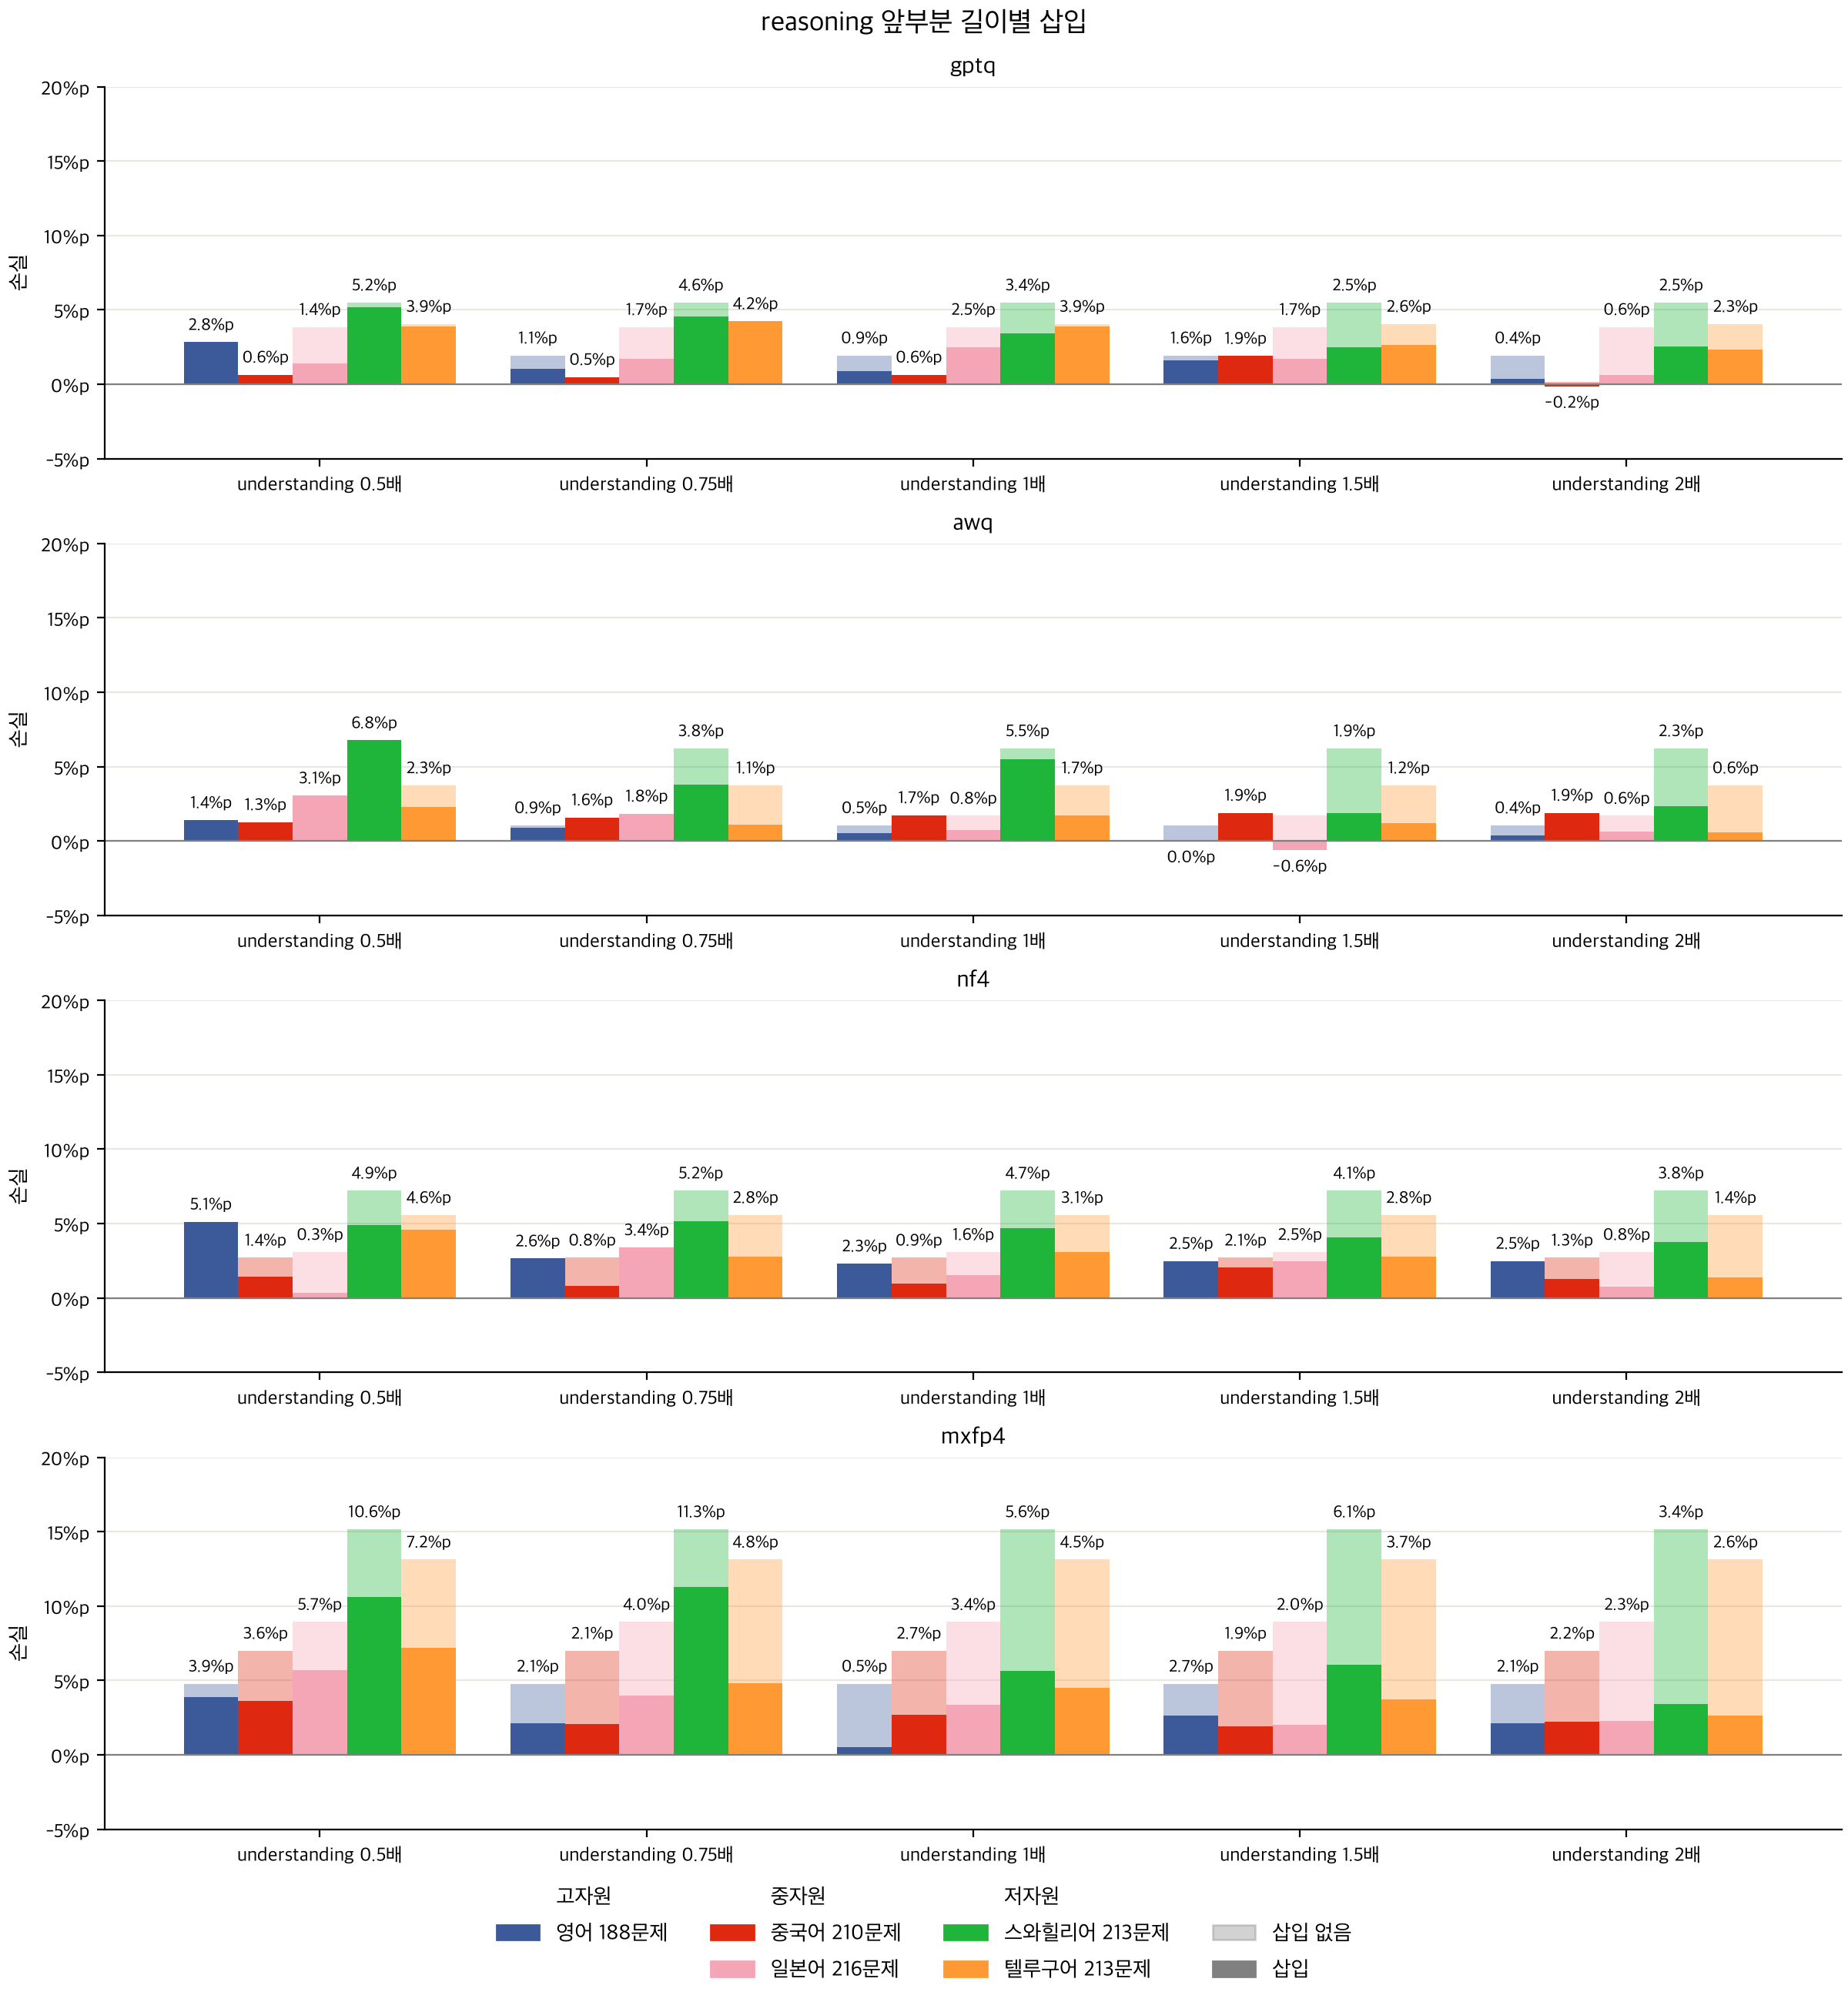 reasoning 앞부분 길이별 삽입
gptq
20%p
15%p
10%p
5%p
0%p
-5%p
손실
2.8%p 0.6%p 1.4%p 5.2%p 3.9%p
1.1%p 0.5%p 1.7%p 4.6%p 4.2%p
0.9%p 0.6%p 2.5%p 3.4%p 3.9%p
1.6%p 1.9%p 1.7%p 2.5%p 2.6%p
0.4%p -0.2%p 0.6%p 2.5%p 2.3%p
understanding 0.5배 understanding 0.75배 understanding 1배 understanding 1.5배 understanding 2배
awq
20%p
15%p
10%p
5%p
0%p
-5%p
손실
1.4%p 1.3%p 3.1%p 6.8%p 2.3%p
0.9%p 1.6%p 1.8%p 3.8%p 1.1%p
0.5%p 1.7%p 0.8%p 5.5%p 1.7%p
0.0%p 1.9%p -0.6%p 1.9%p 1.2%p
0.4%p 1.9%p 0.6%p 2.3%p 0.6%p
understanding 0.5배 understanding 0.75배 understanding 1배 understanding 1.5배 understanding 2배
nf4
20%p
15%p
10%p
5%p
0%p
-5%p
손실
5.1%p 1.4%p 0.3%p 4.9%p 4.6%p
2.6%p 0.8%p 3.4%p 5.2%p 2.8%p
2.3%p 0.9%p 1.6%p 4.7%p 3.1%p
2.5%p 2.1%p 2.5%p 4.1%p 2.8%p
2.5%p 1.3%p 0.8%p 3.8%p 1.4%p
understanding 0.5배 understanding 0.75배 understanding 1배 understanding 1.5배 understanding 2배
mxfp4
20%p
15%p
10%p
5%p
0%p
-5%p
손실
3.9%p 3.6%p 5.7%p 10.6%p 7.2%p
2.1%p 2.1%p 4.0%p 11.3%p 4.8%p
0.5%p 2.7%p 3.4%p 5.6%p 4.5%p
2.7%p 1.9%p 2.0%p 6.1%p 3.7%p
2.1%p 2.2%p 2.3%p 3.4%p 2.6%p
understanding 0.5배 understanding 0.75배 understanding 1배 understanding 1.5배 understanding 2배
고자원 중자원 저자원
영어 188문제 중국어 210문제 스와힐리어 213문제 삽입 없음
일본어 216문제 텔루구어 213문제 삽입